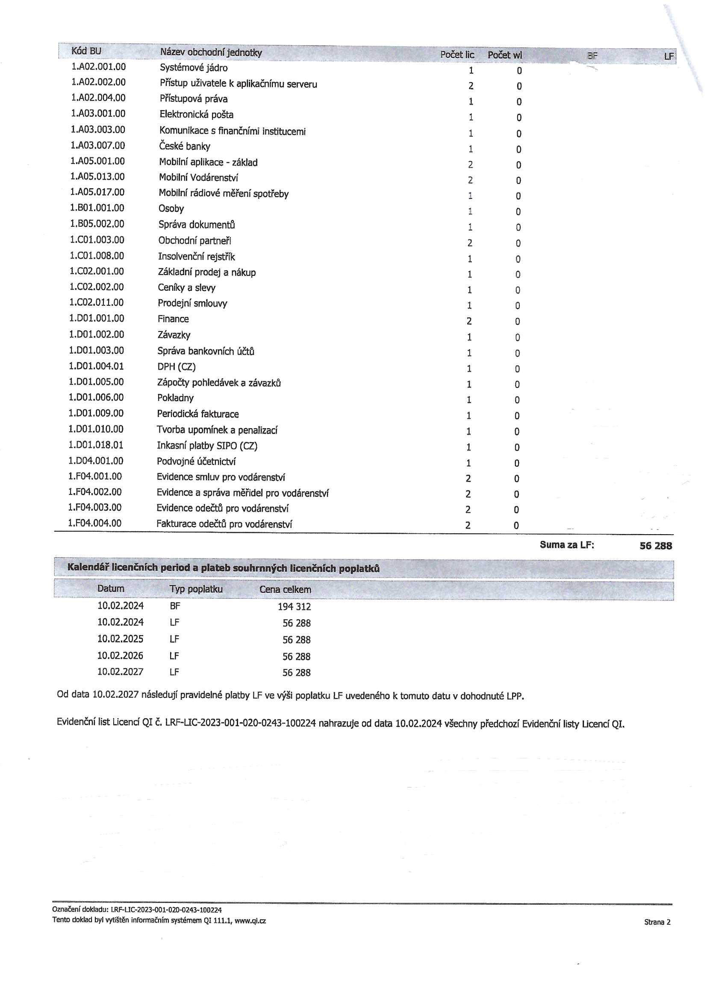 Kód BU Název obchodní jednotky Počet lic Počet wl BF LF
1.A02.001.00 Systémové jádro 1 0
1.A02.002.00 Přístup uživatele k aplikačnímu serveru 2 0
1.A02.004.00 Přístupová práva 1 0
1.A03.001.00 Elektronická pošta 1 0
1.A03.003.00 Komunikace s finančními institucemi 1 0
1.A03.007.00 České banky 1 0
1.A05.001.00 Mobilní aplikace - základ 2 0
1.A05.013.00 Mobilní Vodárenství 2 0
1.A05.017.00 Mobilní rádiové měření spotřeby 1 0
1.B01.001.00 Osoby 1 0
1.B05.002.00 Správa dokumentů 1 0
1.C01.003.00 Obchodní partneři 2 0
1.C01.008.00 Insolvenční rejstřík 1 0
1.C02.001.00 Základní prodej a nákup 1 0
1.C02.002.00 Ceníky a slevy 1 0
1.C02.011.00 Prodejní smlouvy 1 0
1.D01.001.00 Finance 2 0
1.D01.002.00 Závazky 1 0
1.D01.003.00 Správa bankovních účtů 1 0
1.D01.004.01 DPH (CZ) 1 0
1.D01.005.00 Zápočty pohledávek a závazků 1 0
1.D01.006.00 Pokladny 1 0
1.D01.009.00 Periodická fakturace 1 0
1.D01.010.00 Tvorba upomínek a penalizací 1 0
1.D01.018.01 Inkasní platby SIPO (CZ) 1 0
1.D04.001.00 Podvojné účetnictví 1 0
1.F04.001.00 Evidence smluv pro vodárenství 2 0
1.F04.002.00 Evidence a správa měřidel pro vodárenství 2 0
1.F04.003.00 Evidence odečtů pro vodárenství 2 0
1.F04.004.00 Fakturace odečtů pro vodárenství 2 0
Suma za LF: 56 288
Kalendář licenčních period a plateb souhrnných licenčních poplatků
Datum Typ poplatku Cena celkem
10.02.2024 BF 194 312
10.02.2024 LF 56 288
10.02.2025 LF 56 288
10.02.2026 LF 56 288
10.02.2027 LF 56 288
Od data 10.02.2027 následují pravidelné platby LF ve výši poplatku LF uvedeného k tomuto datu v dohodnuté LPP.
Evidenční list Licencí QI č. LRF-LIC-2023-001-020-0243-100224 nahrazuje od data 10.02.2024 všechny předchozí Evidenční listy Licencí QI.
Označení dokladu: LRF-LIC-2023-001-020-0243-100224
Tento doklad byl vytištěn informačním systémem QI 111.1, www.qi.cz
Strana 2